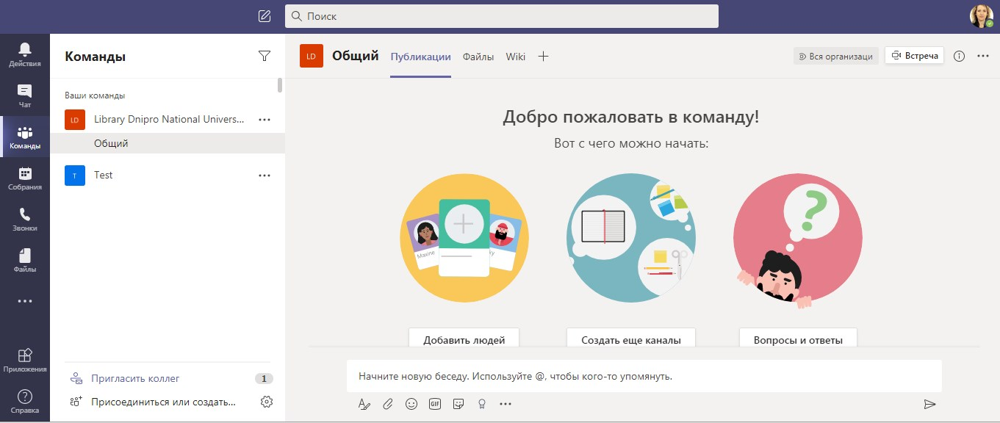 Поиск
Действия
Чат
Команды
Собрания
Звонки
Файлы
Приложения
Справка
Команды
Ваши команды
LD Library Dnipro National Univers...
Общий
T Test
Пригласить коллег 1
Присоединиться или создать...
LD Общий Публикации Файлы Wiki
Вся организаци Встреча
Добро пожаловать в команду!
Вот с чего можно начать:
Maxine
ky
Добавить людей
Создать еще каналы
Вопросы и ответы
Начните новую беседу. Используйте @, чтобы кого-то упомянуть.
GIF